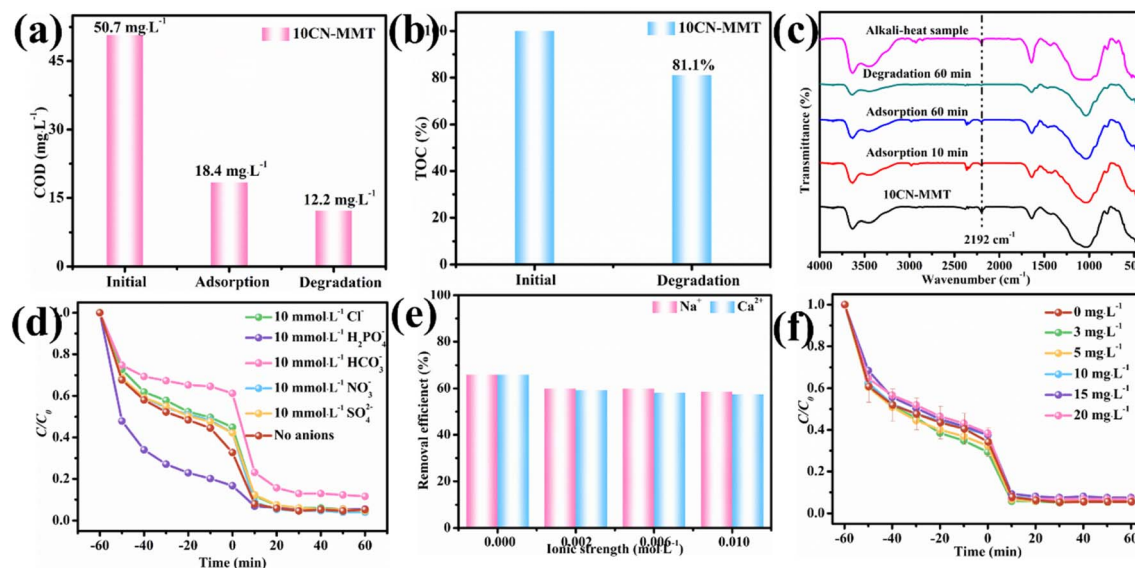 (a)
50.7 mg·L⁻¹
10CN-MMT
60
45
30
15
0
COD (mg·L⁻¹)
18.4 mg·L⁻¹
12.2 mg·L⁻¹
Initial
Adsorption
Degradation
(b)
10CN-MMT
100
80
60
40
20
0
TOC (%)
81.1%
Initial
Degradation
(c)
Alkali-heat sample
Degradation 60 min
Adsorption 60 min
Adsorption 10 min
10CN-MMT
2192 cm⁻¹
Transmittance (%)
4000 3500 3000 2500 2000 1500 1000 500
Wavenumber (cm⁻¹)
(d)
10 mmol·L⁻¹ Cl⁻
10 mmol·L⁻¹ H₂PO₄⁻
10 mmol·L⁻¹ HCO₃⁻
10 mmol·L⁻¹ NO₃⁻
10 mmol·L⁻¹ SO₄²⁻
No anions
1.0
0.8
0.6
0.4
0.2
0.0
C/C₀
-60 -40 -20 0 20 40 60
Time (min)
(e)
Na⁺
Ca²⁺
100
80
60
40
20
0
Removal efficient (%)
0.000 0.002 0.006 0.010
Ionic strength (mol·L⁻¹)
(f)
0 mg·L⁻¹
3 mg·L⁻¹
5 mg·L⁻¹
10 mg·L⁻¹
15 mg·L⁻¹
20 mg·L⁻¹
1.0
0.8
0.6
0.4
0.2
0.0
C/C₀
-60 -40 -20 0 20 40 60
Time (min)